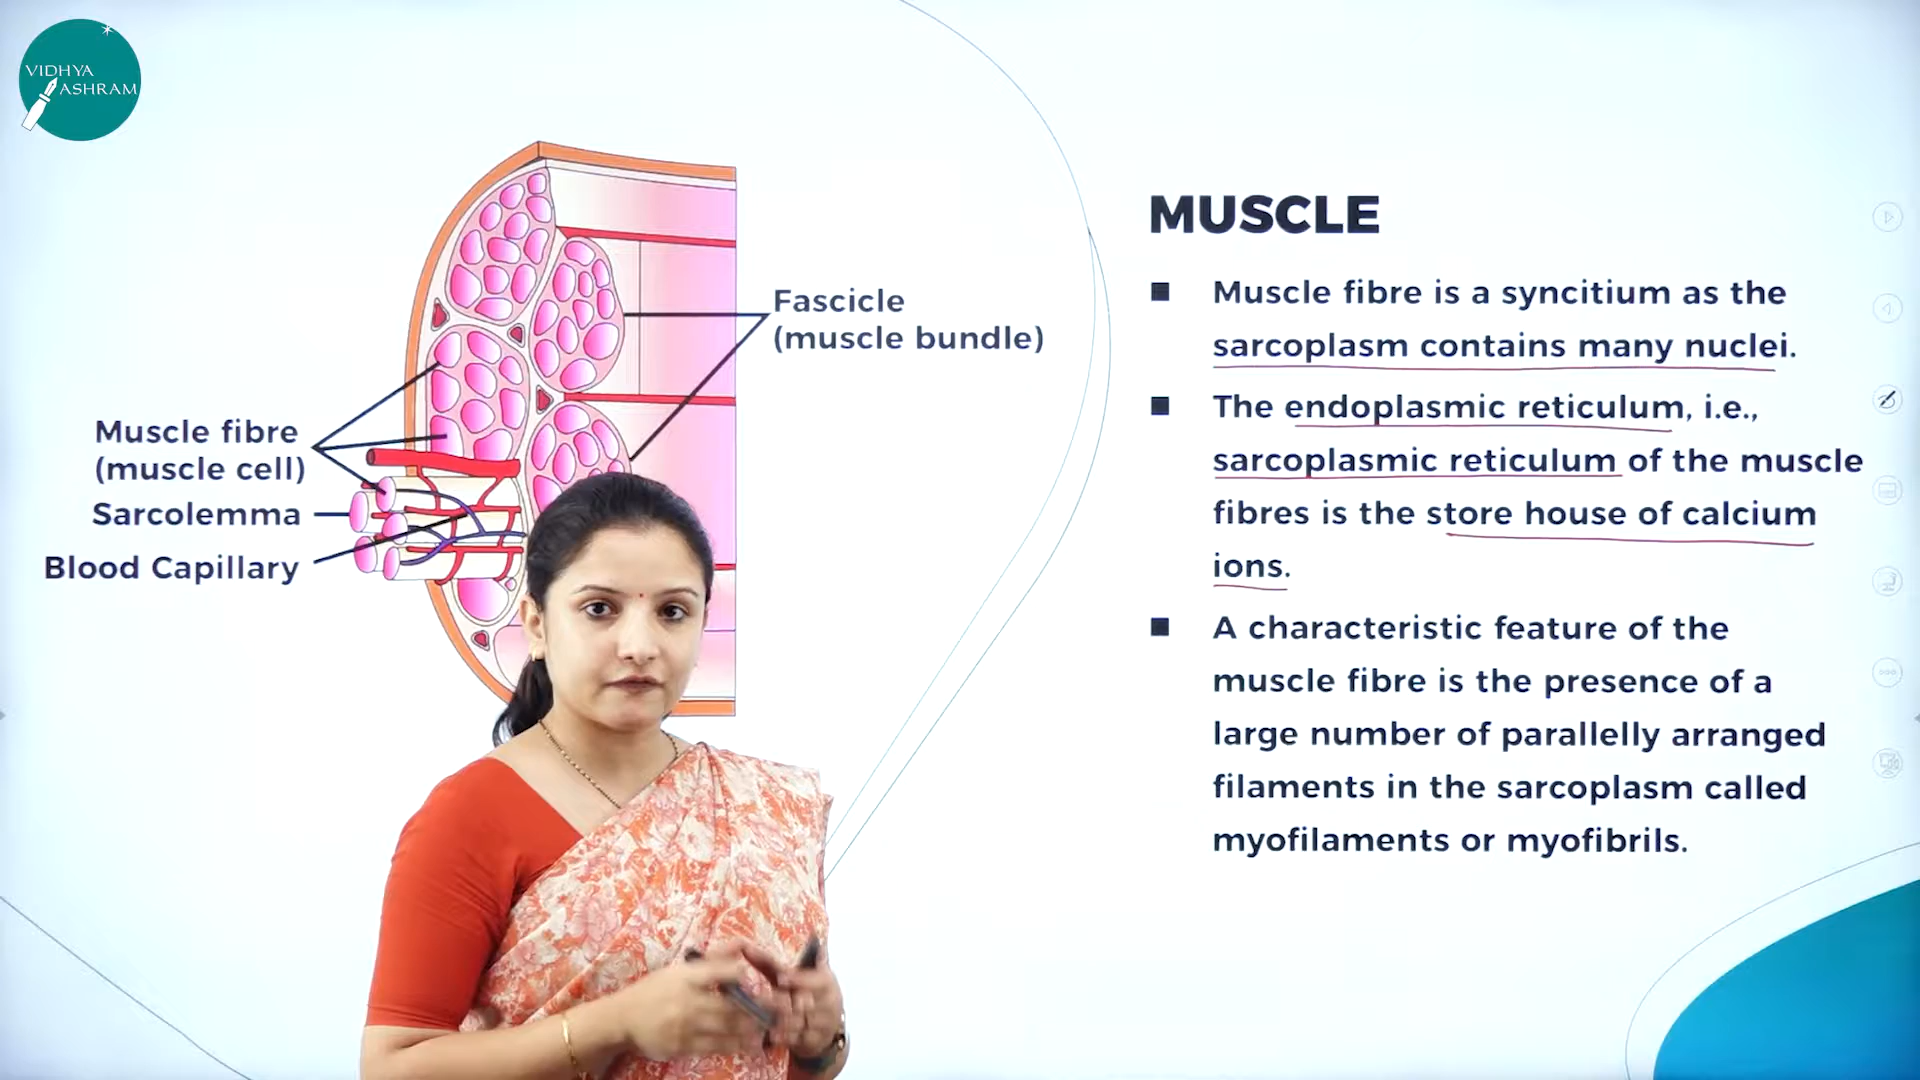 VIDHYA
ASHRAM
Fascicle
(muscle bundle)
Muscle fibre
(muscle cell)
Sarcolemma
Blood Capillary
MUSCLE
■ Muscle fibre is a syncitium as the
sarcoplasm contains many nuclei.
■ The endoplasmic reticulum, i.e.,
sarcoplasmic reticulum of the muscle
fibres is the store house of calcium
ions.
■ A characteristic feature of the
muscle fibre is the presence of a
large number of parallelly arranged
filaments in the sarcoplasm called
myofilaments or myofibrils.